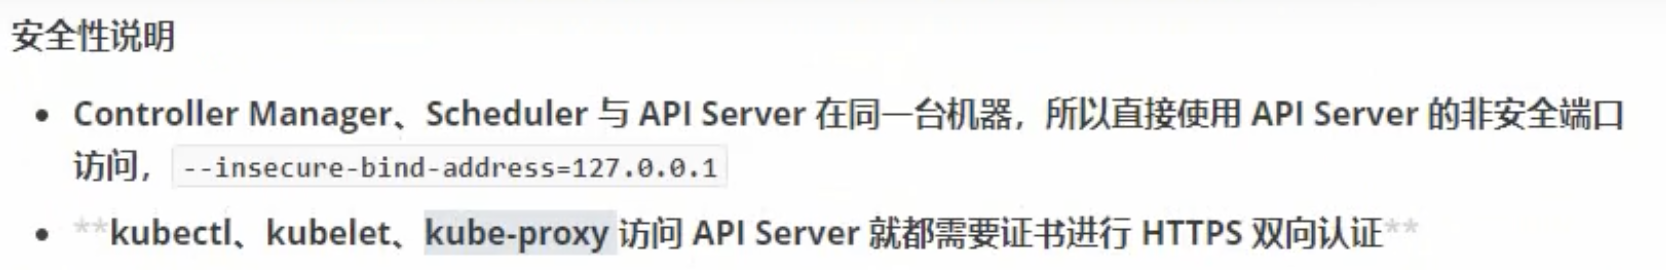 安全性说明
• Controller Manager、Scheduler 与 API Server 在同一台机器，所以直接使用 API Server 的非安全端口
访问， --insecure-bind-address=127.0.0.1
• **kubectl、kubelet、kube-proxy 访问 API Server 就都需要证书进行 HTTPS 双向认证**